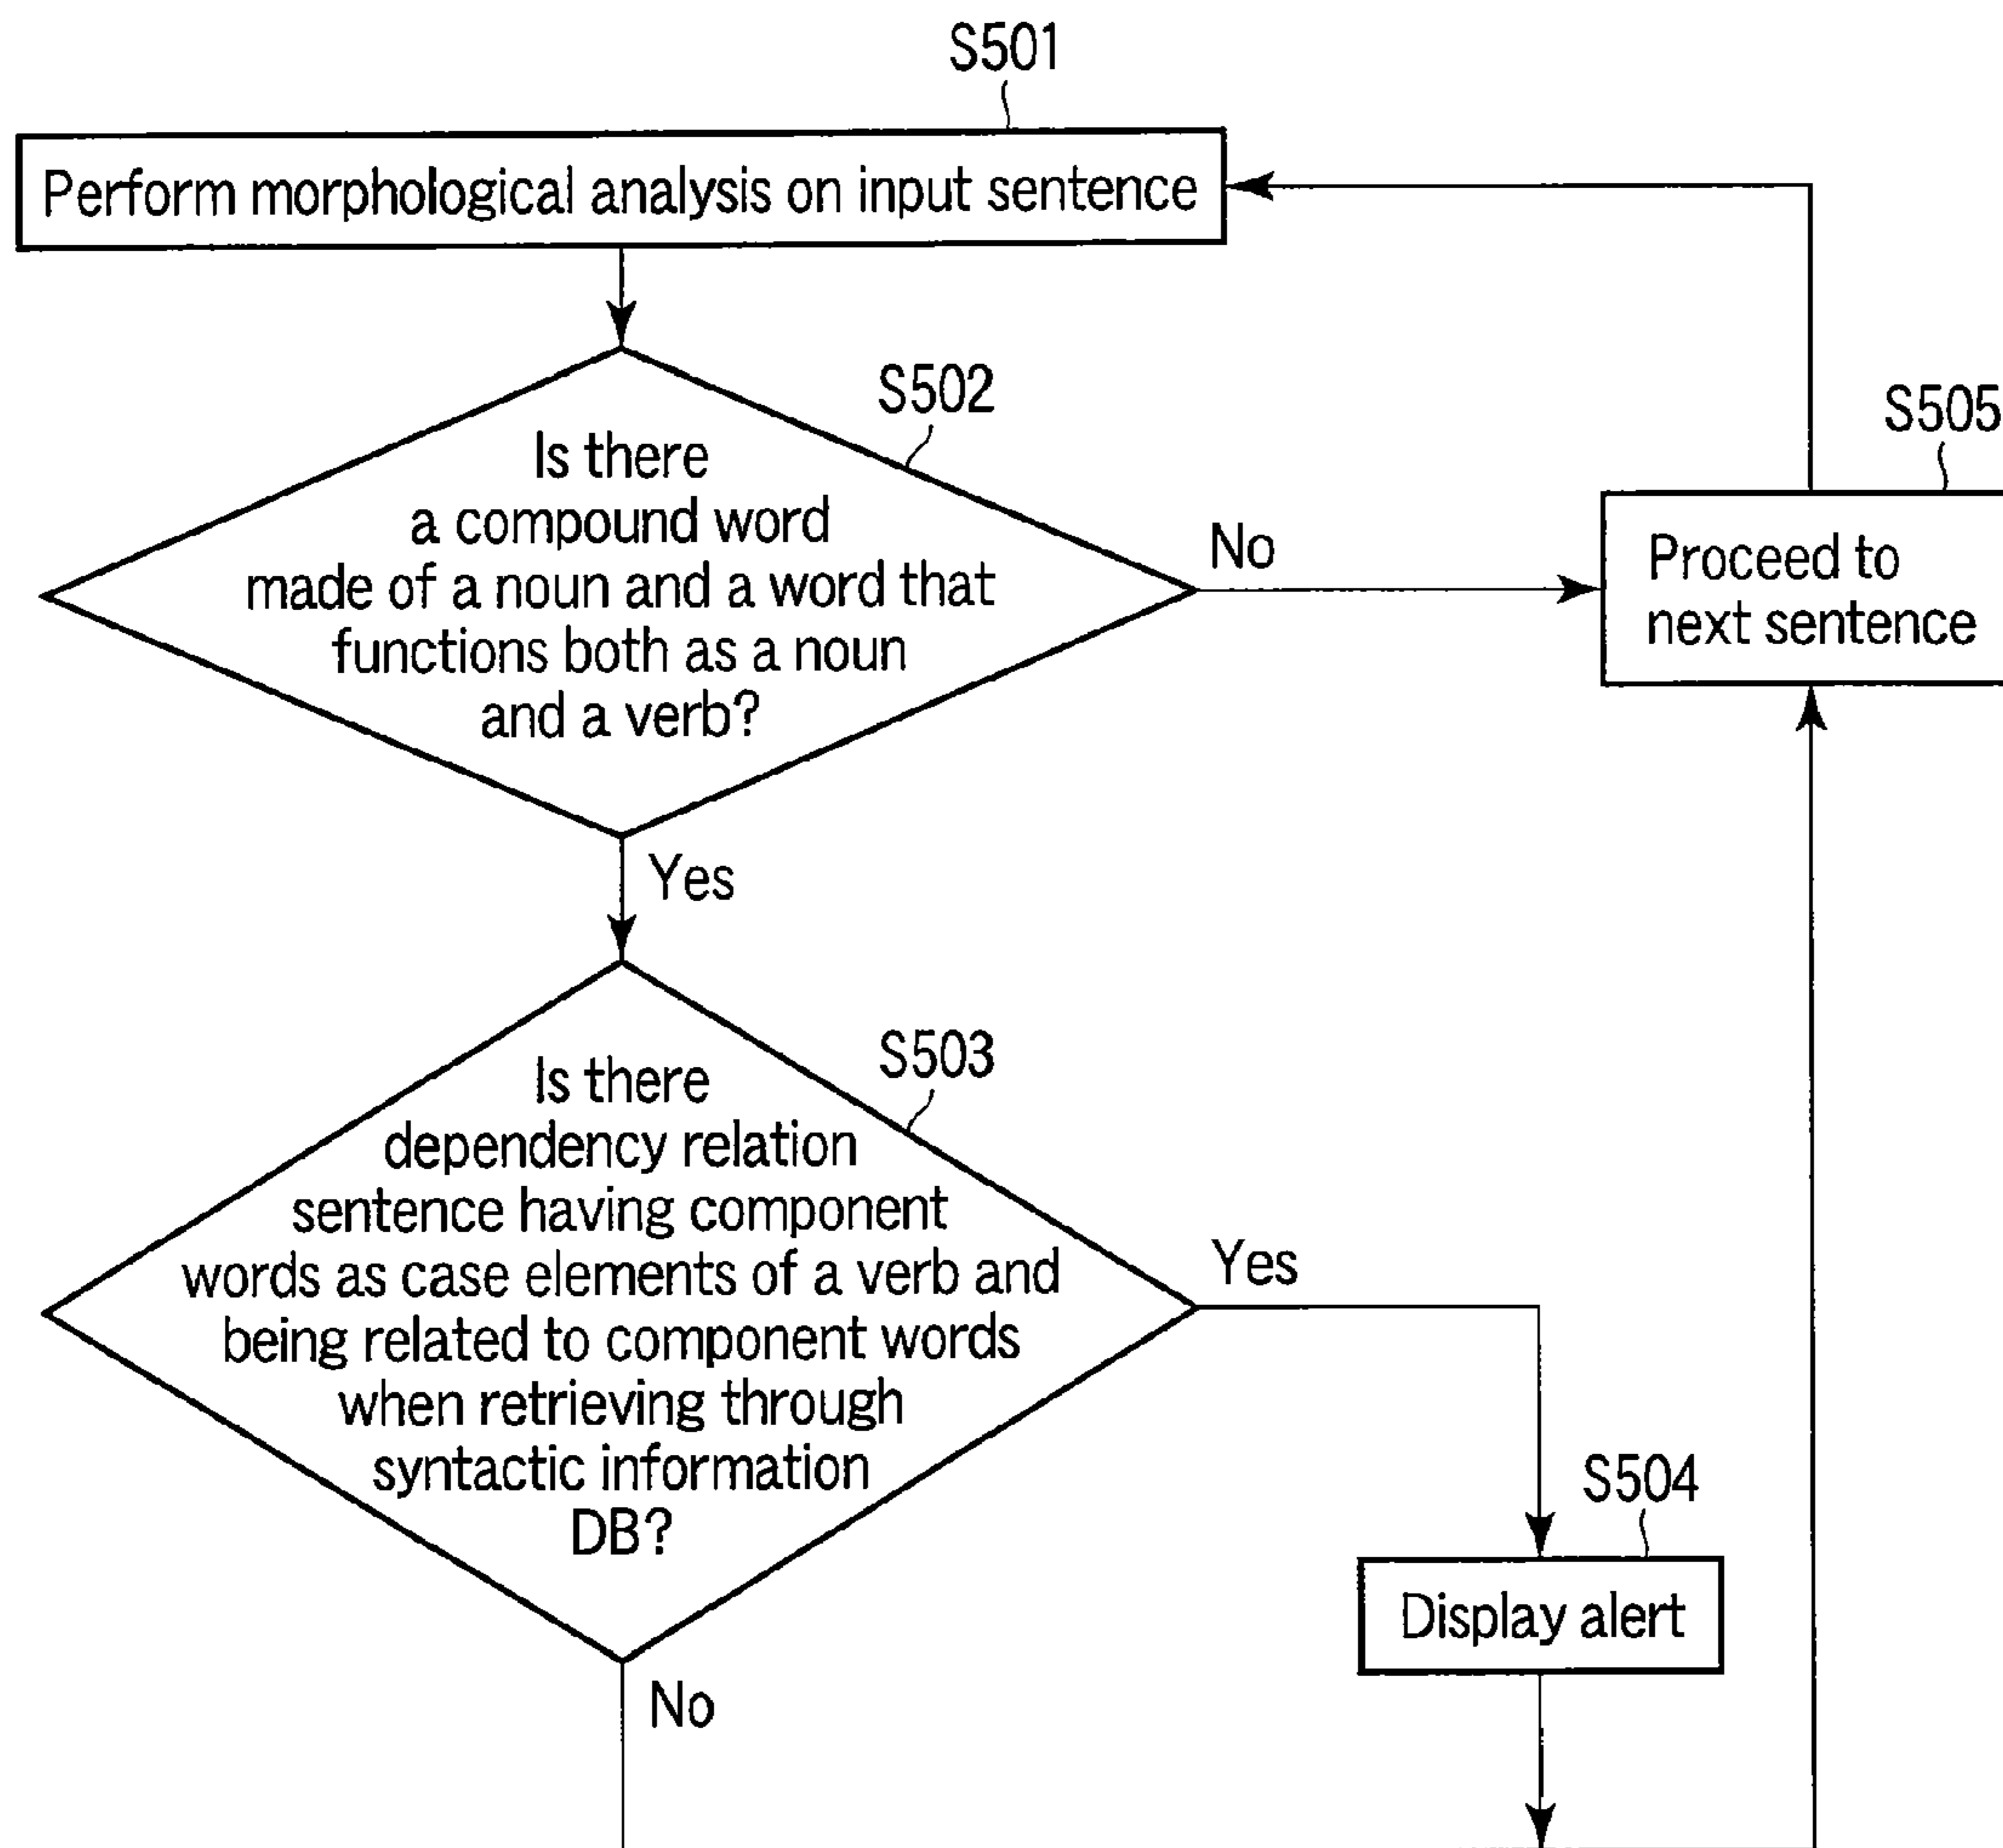 S501
Perform morphological analysis on input sentence
S502
Is there
a compound word
made of a noun and a word that
functions both as a noun
and a verb?
No
S505
Proceed to
next sentence
Yes
S503
Is there
dependency relation
sentence having component
words as case elements of a verb and
being related to component words
when retrieving through
syntactic information
DB?
Yes
S504
Display alert
No